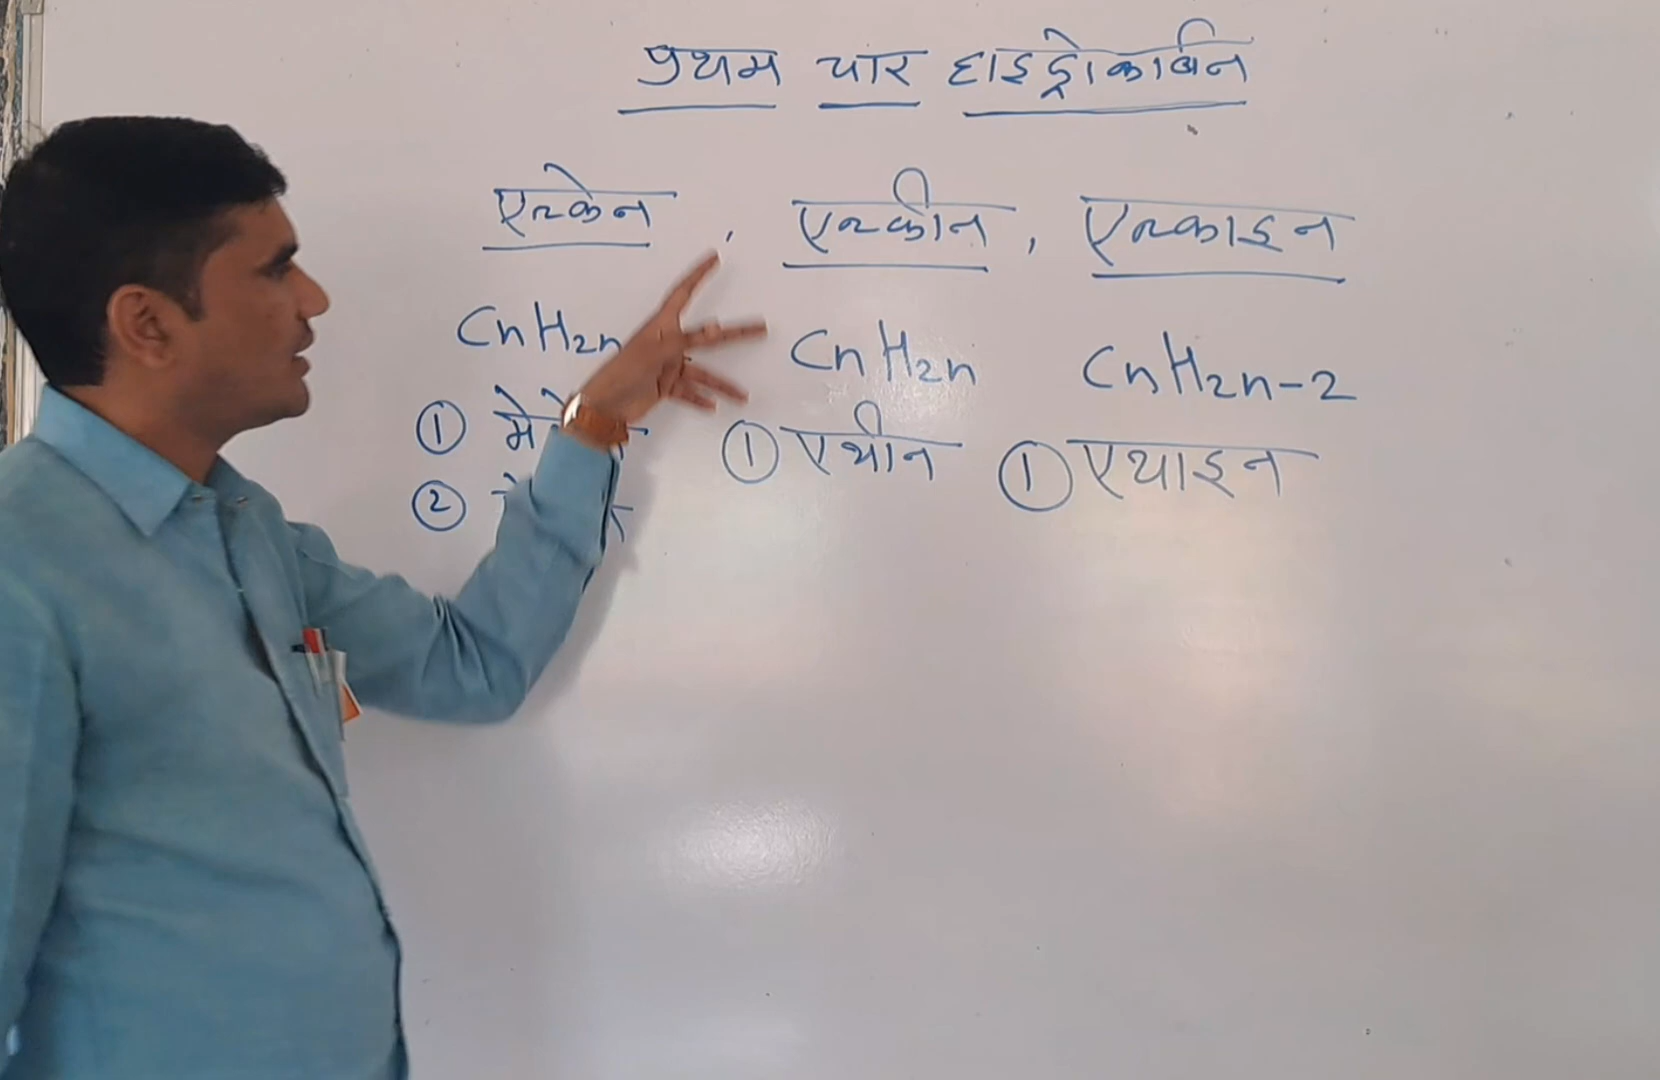 प्रथम चार हाइड्रोकार्बन
एल्केन , एल्कीन , एल्काइन
CnH2n CnH2n CnH2n-2
① ① एथीन ① एथाइन
②